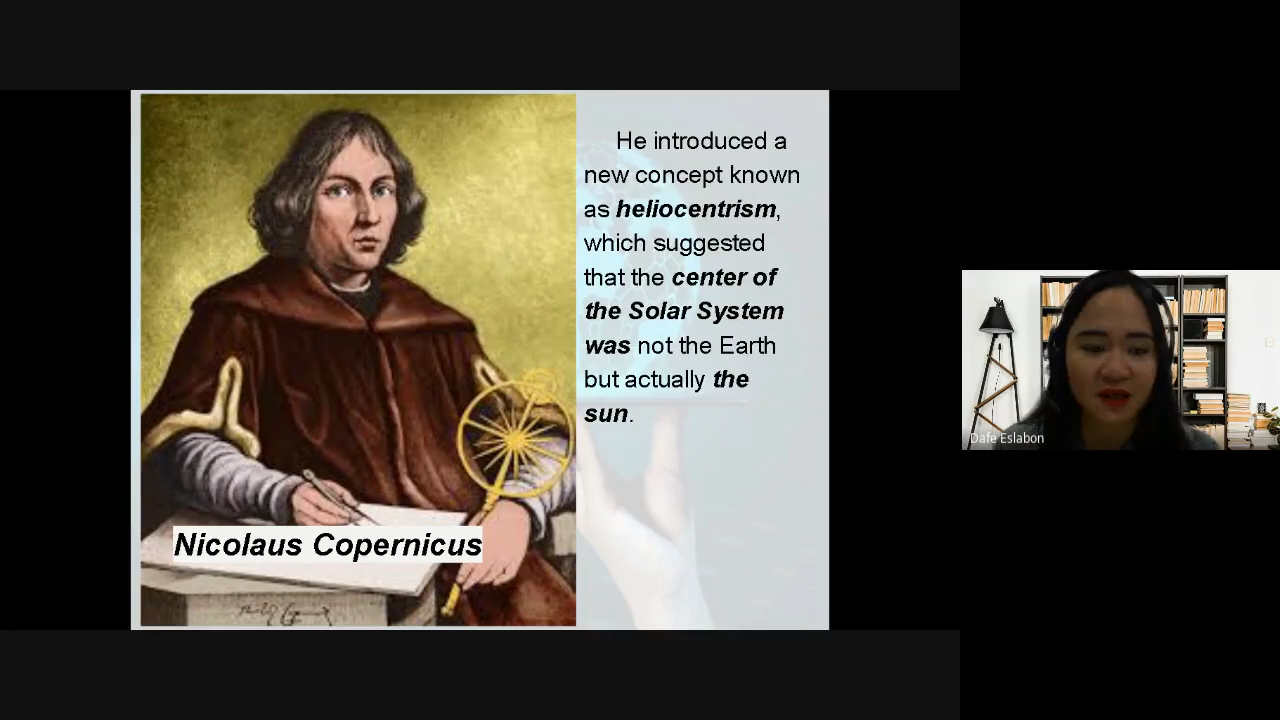 He introduced a
new concept known
as heliocentrism,
which suggested
that the center of
the Solar System
was not the Earth
but actually the
sun.
Nicolaus Copernicus
Dafe Eslabon